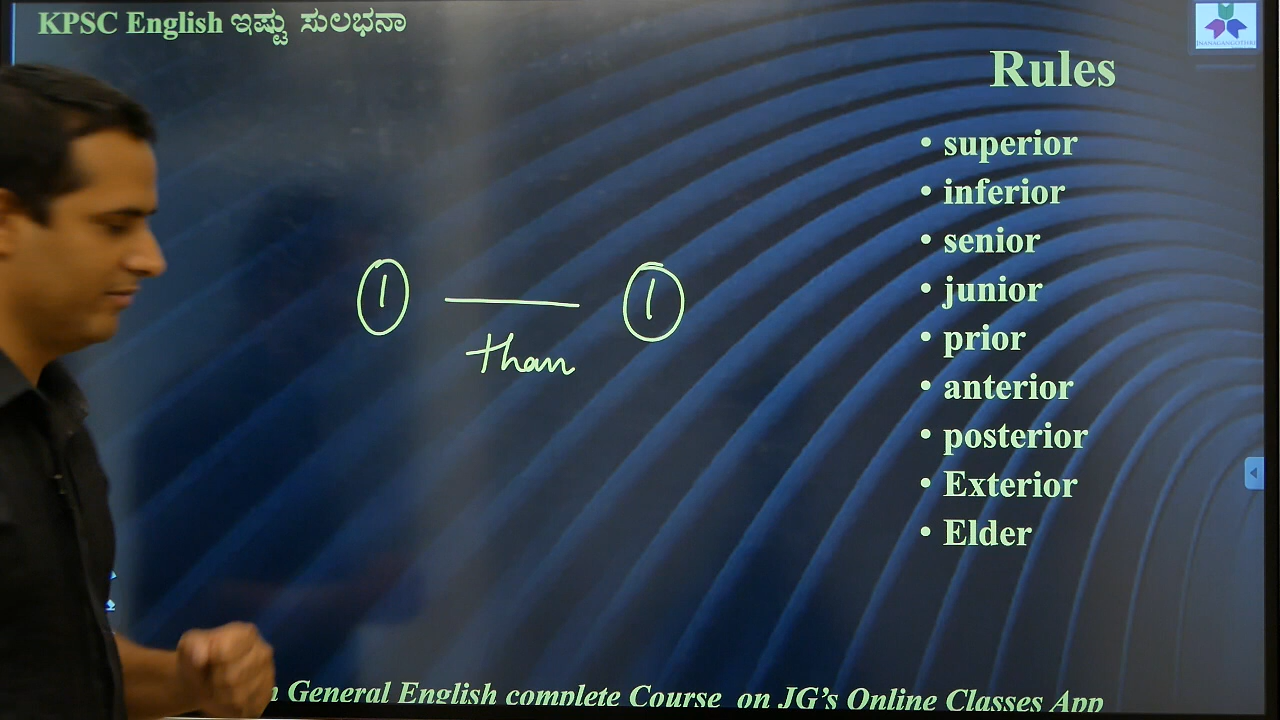 KPSC English ಇಷ್ಟು ಸುಲಭನಾ
JNANAGANGOTHRI
Rules
• superior
• inferior
• senior
• junior
• prior
• anterior
• posterior
• Exterior
• Elder
1 — 1
than
General English complete Course on JG's Online Classes App